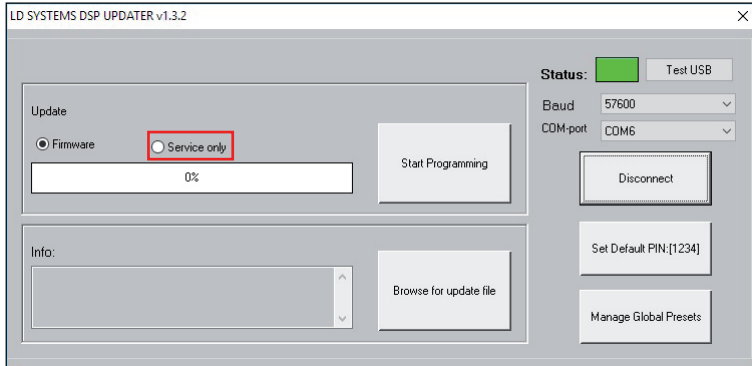 LD SYSTEMS DSP UPDATER v1.3.2
Status:
Test USB
Update
Baud
57600
COM-port
COM6
Firmware
Service only
Start Programming
0%
Disconnect
Info:
Set Default PIN:[1234]
Browse for update file
Manage Global Presets